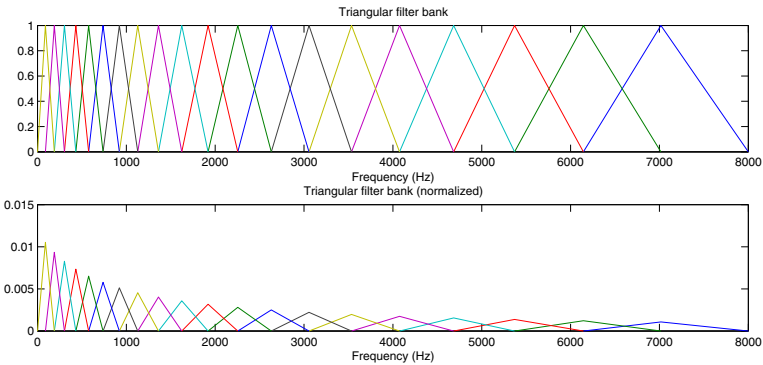 Triangular filter bank
1
0.8
0.6
0.4
0.2
0
0 1000 2000 3000 4000 5000 6000 7000 8000
Frequency (Hz)
Triangular filter bank (normalized)
0.015
0.01
0.005
0
0 1000 2000 3000 4000 5000 6000 7000 8000
Frequency (Hz)